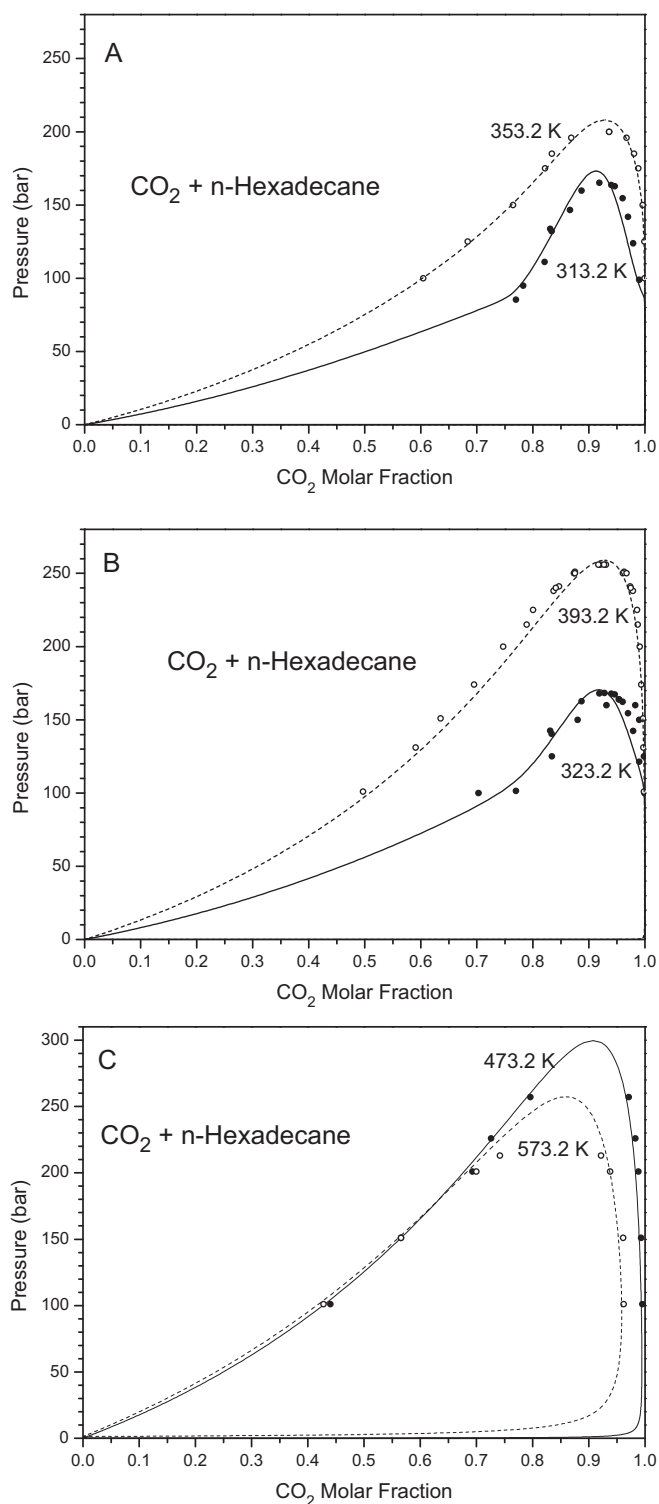 A
250
200
150
100
50
0
353.2 K
CO2 + n-Hexadecane
313.2 K
Pressure (bar)
0.0 0.1 0.2 0.3 0.4 0.5 0.6 0.7 0.8 0.9 1.0
CO2 Molar Fraction
B
250
200
150
100
50
0
393.2 K
CO2 + n-Hexadecane
323.2 K
Pressure (bar)
0.0 0.1 0.2 0.3 0.4 0.5 0.6 0.7 0.8 0.9 1.0
CO2 Molar Fraction
C
300
250
200
150
100
50
0
473.2 K
CO2 + n-Hexadecane
573.2 K
Pressure (bar)
0.0 0.1 0.2 0.3 0.4 0.5 0.6 0.7 0.8 0.9 1.0
CO2 Molar Fraction